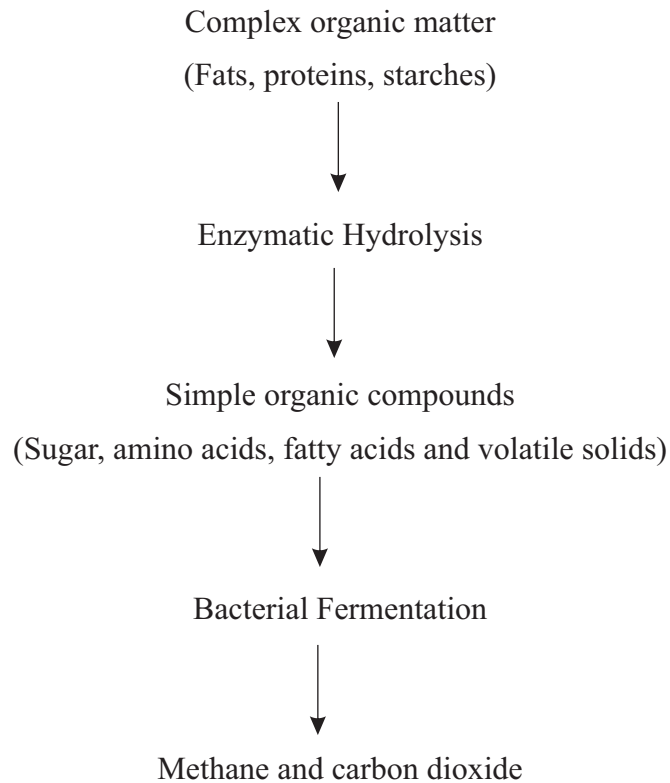 Complex organic matter
(Fats, proteins, starches)
Enzymatic Hydrolysis
Simple organic compounds
(Sugar, amino acids, fatty acids and volatile solids)
Bacterial Fermentation
Methane and carbon dioxide